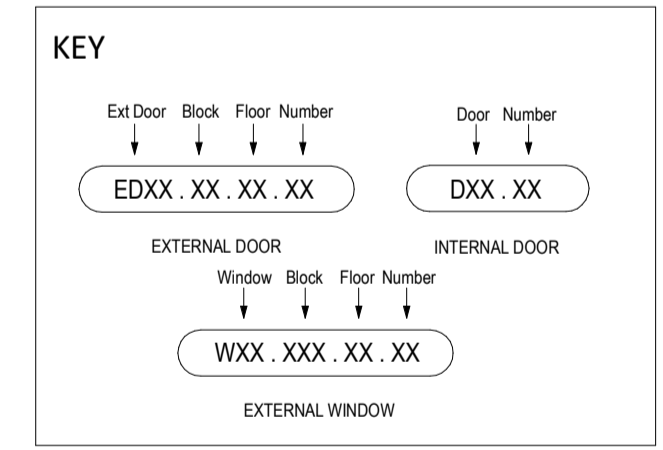 KEY
Ext Door Block Floor Number
EDXX . XX . XX . XX
EXTERNAL DOOR
Door Number
DXX . XX
INTERNAL DOOR
Window Block Floor Number
WXX . XXX . XX . XX
EXTERNAL WINDOW